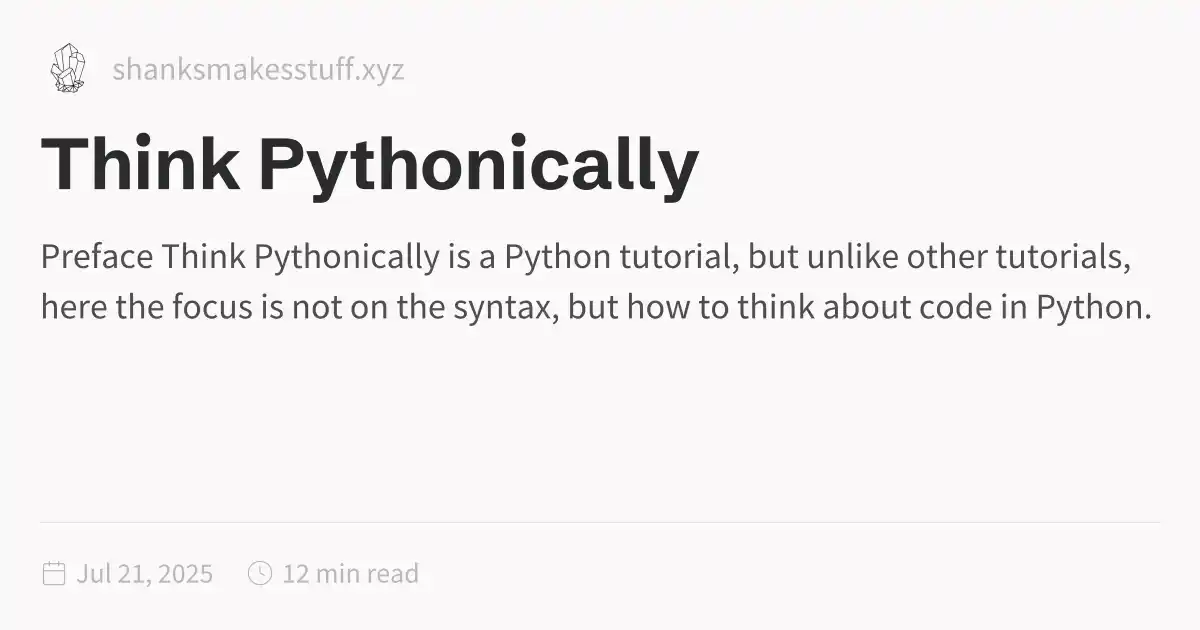 shanksmakesstuff.xyz
Think Pythonically
Preface Think Pythonically is a Python tutorial, but unlike other tutorials,
here the focus is not on the syntax, but how to think about code in Python.
Jul 21, 2025 12 min read